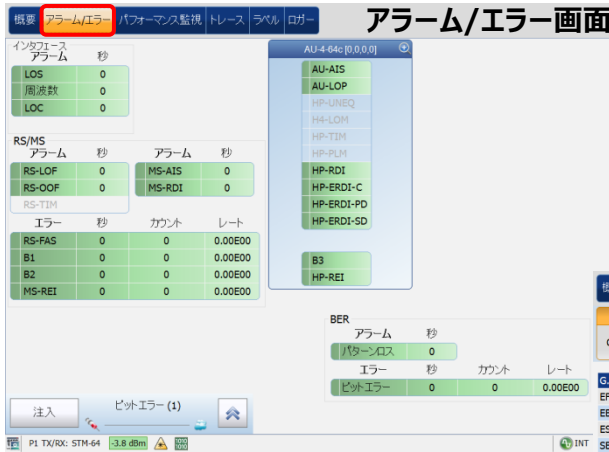 アラーム/エラー画面
概要 アラーム/エラー パフォーマンス監視 トレース ラベル ロガー
インタフェース
アラーム 秒
LOS 0
周波数 0
LOC 0
RS/MS
アラーム 秒 アラーム 秒
RS-LOF 0 MS-AIS 0
RS-OOF 0 MS-RDI 0
RS-TIM
エラー 秒 カウント レート
RS-FAS 0 0 0.00E00
B1 0 0 0.00E00
B2 0 0 0.00E00
MS-REI 0 0 0.00E00
AU-4-64c [0,0,0,0]
AU-AIS
AU-LOP
HP-UNEQ
H4-LOM
HP-TIM
HP-PLM
HP-RDI
HP-ERDI-C
HP-ERDI-PD
HP-ERDI-SD
B3
HP-REI
BER
アラーム 秒
パターンロス 0
エラー 秒 カウント レート
ビットエラー 0 0 0.00E00
注入 ビットエラー (1)
P1 TX/RX: STM-64 -3.8 dBm INT